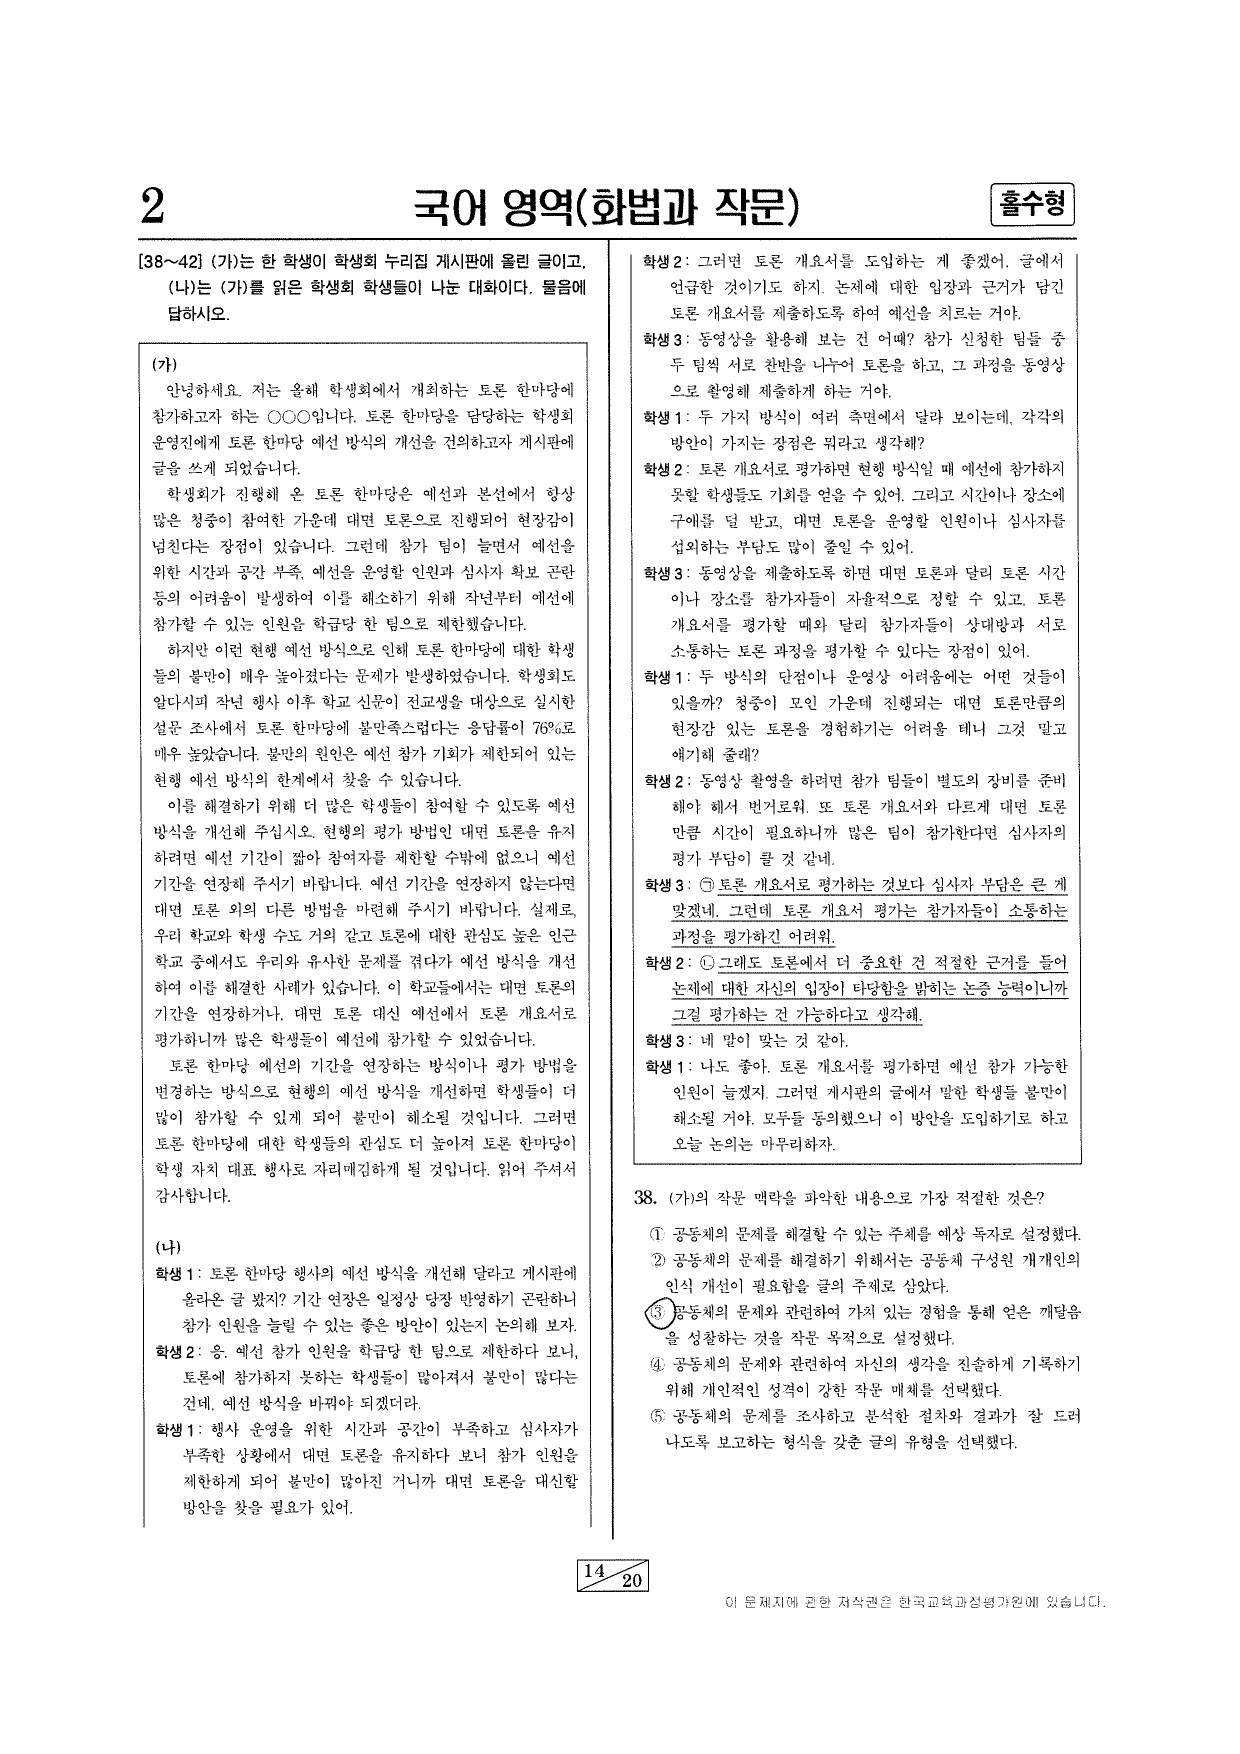 2
국어 영역(화법과 작문)
홀수형
[38～42] (가)는 한 학생이 학생회 누리집 게시판에 올린 글이고,
(나)는 (가)를 읽은 학생회 학생들이 나눈 대화이다. 물음에
답하시오.
(가)
안녕하세요. 저는 올해 학생회에서 개최하는 토론 한마당에
참가하고자 하는 ○○○입니다. 토론 한마당을 담당하는 학생회
운영진에게 토론 한마당 예선 방식의 개선을 건의하고자 게시판에
글을 쓰게 되었습니다.
학생회가 진행해 온 토론 한마당은 예선과 본선에서 항상
많은 청중이 참여한 가운데 대면 토론으로 진행되어 현장감이
넘친다는 장점이 있습니다. 그런데 참가 팀이 늘면서 예선을
위한 시간과 공간 부족, 예선을 운영할 인원과 심사자 확보 곤란
등의 어려움이 발생하여 이를 해소하기 위해 작년부터 예선에
참가할 수 있는 인원을 학급당 한 팀으로 제한했습니다.
하지만 이런 현행 예선 방식으로 인해 토론 한마당에 대한 학생
들의 불만이 매우 높아졌다는 문제가 발생하였습니다. 학생회도
알다시피 작년 행사 이후 학교 신문이 전교생을 대상으로 실시한
설문 조사에서 토론 한마당에 불만족스럽다는 응답률이 76%로
매우 높았습니다. 불만의 원인은 예선 참가 기회가 제한되어 있는
현행 예선 방식의 한계에서 찾을 수 있습니다.
이를 해결하기 위해 더 많은 학생들이 참여할 수 있도록 예선
방식을 개선해 주십시오. 현행의 평가 방법인 대면 토론을 유지
하려면 예선 기간이 짧아 참여자를 제한할 수밖에 없으니 예선
기간을 연장해 주시기 바랍니다. 예선 기간을 연장하지 않는다면
대면 토론 외의 다른 방법을 마련해 주시기 바랍니다. 실제로,
우리 학교와 학생 수도 거의 같고 토론에 대한 관심도 높은 인근
학교 중에서도 우리와 유사한 문제를 겪다가 예선 방식을 개선
하여 이를 해결한 사례가 있습니다. 이 학교들에서는 대면 토론의
기간을 연장하거나, 대면 토론 대신 예선에서 토론 개요서로
평가하니까 많은 학생들이 예선에 참가할 수 있었습니다.
토론 한마당 예선의 기간을 연장하는 방식이나 평가 방법을
변경하는 방식으로 현행의 예선 방식을 개선하면 학생들이 더
많이 참가할 수 있게 되어 불만이 해소될 것입니다. 그러면
토론 한마당에 대한 학생들의 관심도 더 높아져 토론 한마당이
학생 자치 대표 행사로 자리매김하게 될 것입니다. 읽어 주셔서
감사합니다.
(나)
학생 1 : 토론 한마당 행사의 예선 방식을 개선해 달라고 게시판에
올라온 글 봤지? 기간 연장은 일정상 당장 반영하기 곤란하니
참가 인원을 늘릴 수 있는 좋은 방안이 있는지 논의해 보자.
학생 2 : 응. 예선 참가 인원을 학급당 한 팀으로 제한하다 보니,
토론에 참가하지 못하는 학생들이 많아져서 불만이 많다는
건데, 예선 방식을 바꿔야 되겠더라.
학생 1 : 행사 운영을 위한 시간과 공간이 부족하고 심사자가
부족한 상황에서 대면 토론을 유지하다 보니 참가 인원을
제한하게 되어 불만이 많아진 거니까 대면 토론을 대신할
방안을 찾을 필요가 있어.
학생 2 : 그러면 토론 개요서를 도입하는 게 좋겠어. 글에서
언급한 것이기도 하지. 논제에 대한 입장과 근거가 담긴
토론 개요서를 제출하도록 하여 예선을 치르는 거야.
학생 3 : 동영상을 활용해 보는 건 어때? 참가 신청한 팀들 중
두 팀씩 서로 찬반을 나누어 토론을 하고, 그 과정을 동영상
으로 촬영해 제출하게 하는 거야.
학생 1 : 두 가지 방식이 여러 측면에서 달라 보이는데, 각각의
방안이 가지는 장점은 뭐라고 생각해?
학생 2 : 토론 개요서로 평가하면 현행 방식일 때 예선에 참가하지
못할 학생들도 기회를 얻을 수 있어. 그리고 시간이나 장소에
구애를 덜 받고, 대면 토론을 운영할 인원이나 심사자를
섭외하는 부담도 많이 줄일 수 있어.
학생 3 : 동영상을 제출하도록 하면 대면 토론과 달리 토론 시간
이나 장소를 참가자들이 자율적으로 정할 수 있고, 토론
개요서를 평가할 때와 달리 참가자들이 상대방과 서로
소통하는 토론 과정을 평가할 수 있다는 장점이 있어.
학생 1 : 두 방식의 단점이나 운영상 어려움에는 어떤 것들이
있을까? 청중이 모인 가운데 진행되는 대면 토론만큼의
현장감 있는 토론을 경험하기는 어려울 테니 그것 말고
얘기해 줄래?
학생 2 : 동영상 촬영을 하려면 참가 팀들이 별도의 장비를 준비
해야 해서 번거로워. 또 토론 개요서와 다르게 대면 토론
만큼 시간이 필요하니까 많은 팀이 참가한다면 심사자의
평가 부담이 클 것 같네.
학생 3 : ㉠토론 개요서로 평가하는 것보다 심사자 부담은 큰 게
맞겠네. 그런데 토론 개요서 평가는 참가자들이 소통하는
과정을 평가하긴 어려워.
학생 2 : ㉡그래도 토론에서 더 중요한 건 적절한 근거를 들어
논제에 대한 자신의 입장이 타당함을 밝히는 논증 능력이니까
그걸 평가하는 건 가능하다고 생각해.
학생 3 : 네 말이 맞는 것 같아.
학생 1 : 나도 좋아. 토론 개요서를 평가하면 예선 참가 가능한
인원이 늘겠지. 그러면 게시판의 글에서 말한 학생들 불만이
해소될 거야. 모두들 동의했으니 이 방안을 도입하기로 하고
오늘 논의는 마무리하자.
38. (가)의 작문 맥락을 파악한 내용으로 가장 적절한 것은?
① 공동체의 문제를 해결할 수 있는 주체를 예상 독자로 설정했다.
② 공동체의 문제를 해결하기 위해서는 공동체 구성원 개개인의
인식 개선이 필요함을 글의 주제로 삼았다.
③ 공동체의 문제와 관련하여 가치 있는 경험을 통해 얻은 깨달음
을 성찰하는 것을 작문 목적으로 설정했다.
④ 공동체의 문제와 관련하여 자신의 생각을 진솔하게 기록하기
위해 개인적인 성격이 강한 작문 매체를 선택했다.
⑤ 공동체의 문제를 조사하고 분석한 절차와 결과가 잘 드러
나도록 보고하는 형식을 갖춘 글의 유형을 선택했다.
14
20
이 문제지에 관한 저작권은 한국교육과정평가원에 있습니다.